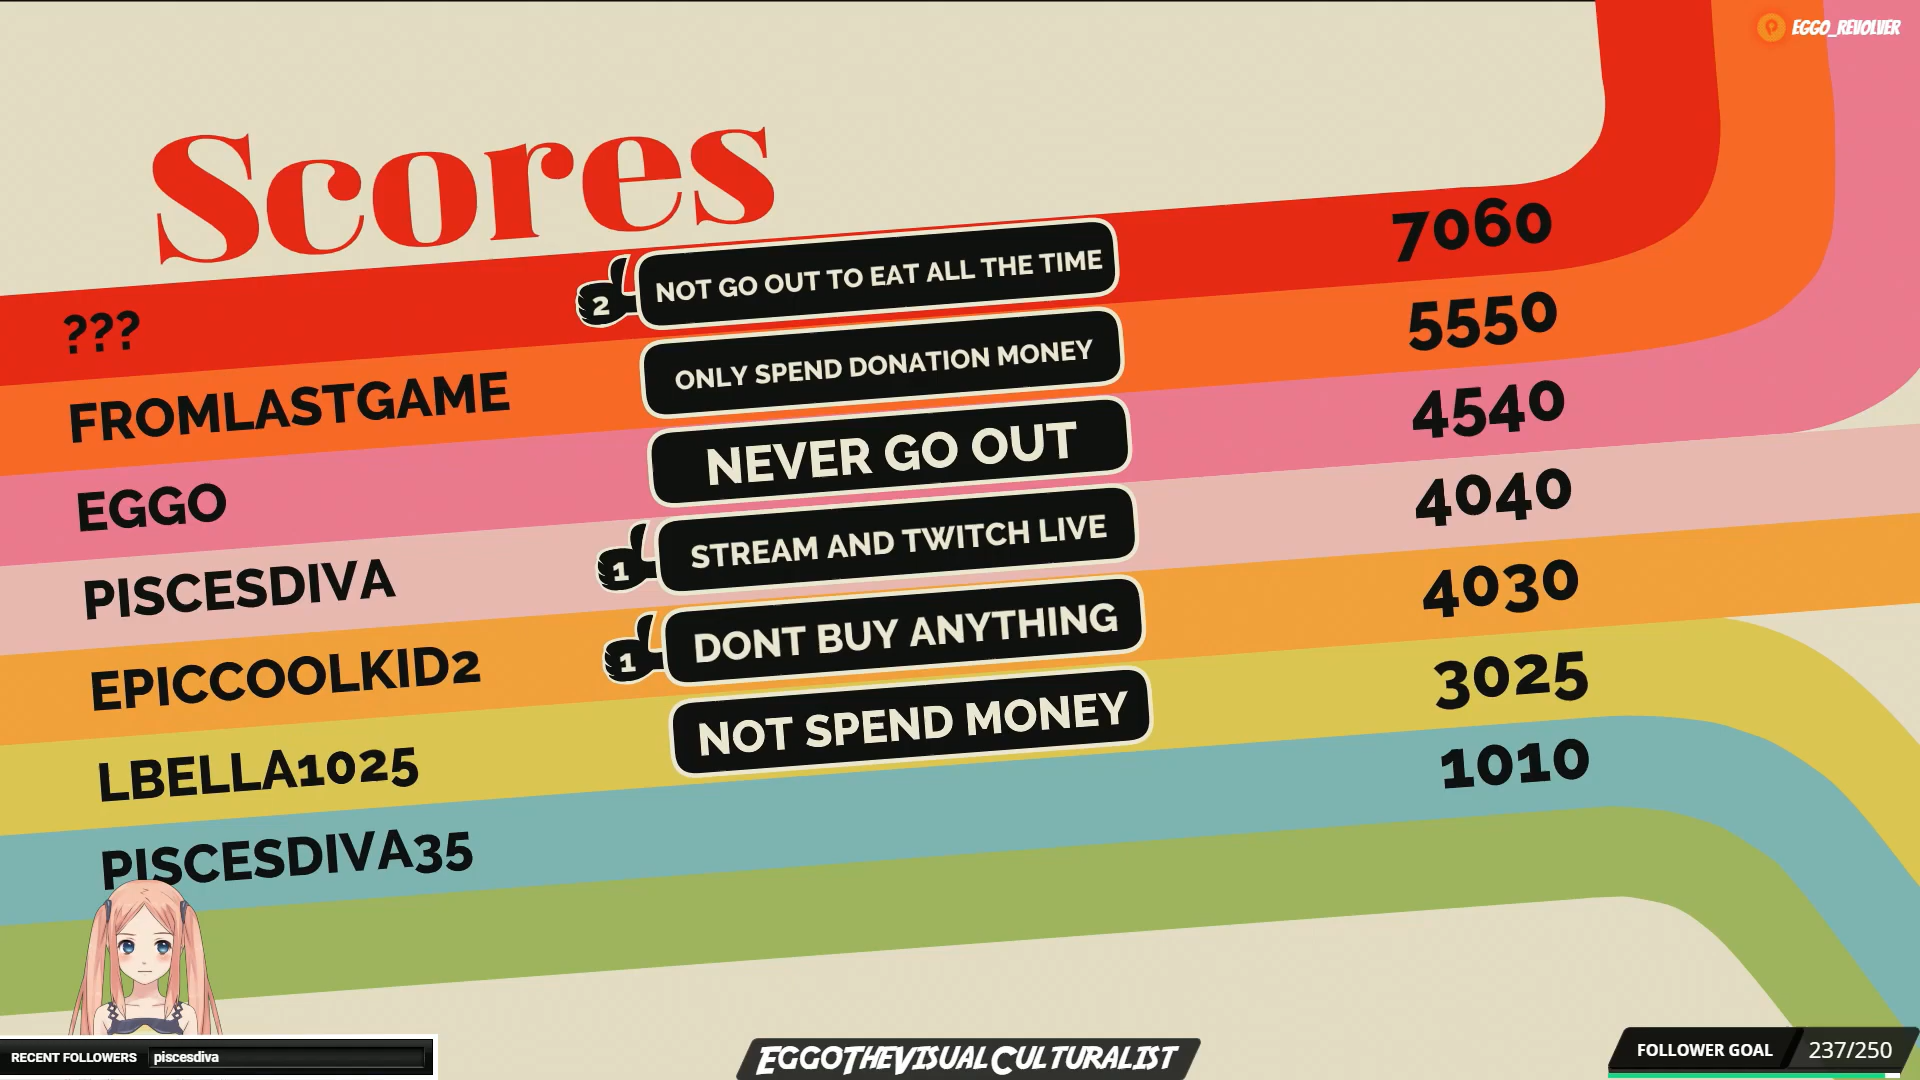 EGGO_REVOLVER
Scores
??? 2 NOT GO OUT TO EAT ALL THE TIME 7060
FROMLASTGAME ONLY SPEND DONATION MONEY 5550
EGGO NEVER GO OUT 4540
PISCESDIVA 1 STREAM AND TWITCH LIVE 4040
EPICCOOLKID2 1 DONT BUY ANYTHING 4030
LBELLA1025 NOT SPEND MONEY 3025
PISCESDIVA35 1010
RECENT FOLLOWERS piscesdiva
EGGOTHEVISUALCULTURALIST
FOLLOWER GOAL 237/250